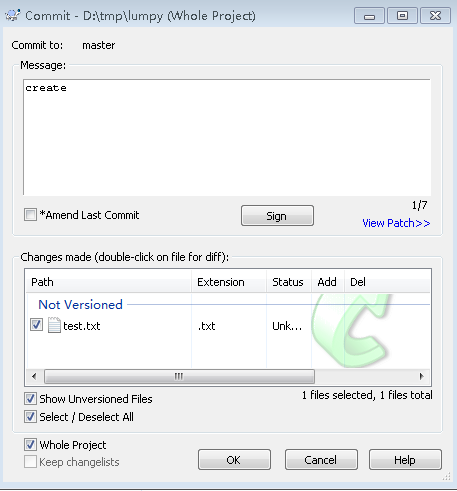 Commit - D:\tmp\lumpy (Whole Project)
Commit to: master
Message:
create
1/7
*Amend Last Commit
Sign
View Patch>>
Changes made (double-click on file for diff):
Path Extension Status Add Del
Not Versioned
test.txt .txt Unk...
Show Unversioned Files
1 files selected, 1 files total
Select / Deselect All
Whole Project
Keep changelists
OK Cancel Help